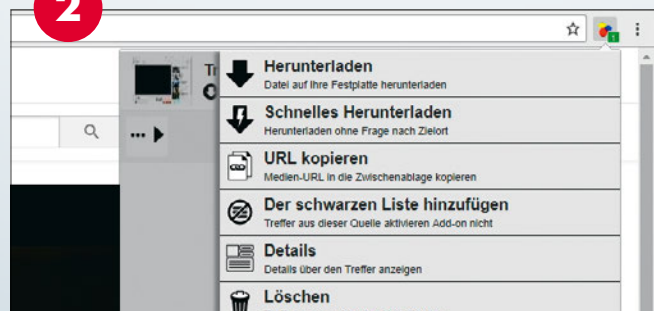 2
1
Tr
Herunterladen
Datei auf Ihre Festplatte herunterladen
Schnelles Herunterladen
Herunterladen ohne Frage nach Zielort
URL kopieren
Medien-URL in die Zwischenablage kopieren
Der schwarzen Liste hinzufügen
Treffer aus dieser Quelle aktivieren Add-on nicht
Details
Details über den Treffer anzeigen
Löschen